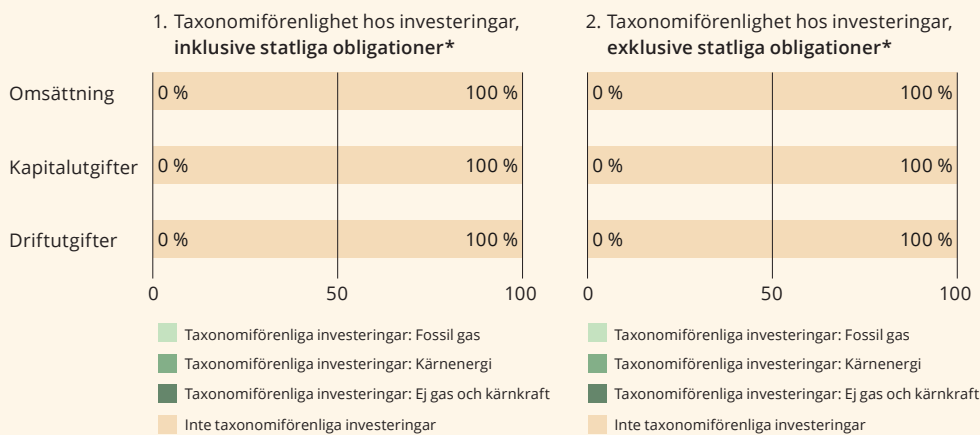 1. Taxonomiförenlighet hos investeringar,
inklusive statliga obligationer*
Omsättning
0 %
100 %
Kapitalutgifter
0 %
100 %
Driftutgifter
0 %
100 %
0
50
100
Taxonomiförenliga investeringar: Fossil gas
Taxonomiförenliga investeringar: Kärnenergi
Taxonomiförenliga investeringar: Ej gas och kärnkraft
Inte taxonomiförenliga investeringar
2. Taxonomiförenlighet hos investeringar,
exklusive statliga obligationer*
0 %
100 %
0 %
100 %
0 %
100 %
0
50
100
Taxonomiförenliga investeringar: Fossil gas
Taxonomiförenliga investeringar: Kärnenergi
Taxonomiförenliga investeringar: Ej gas och kärnkraft
Inte taxonomiförenliga investeringar